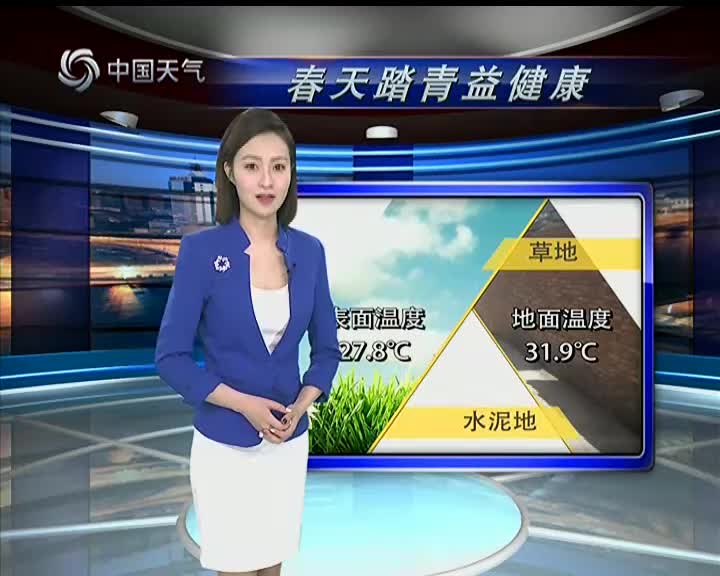 中国天气
春天踏青益健康
草地
表面温度
27.8℃
地面温度
31.9℃
水泥地